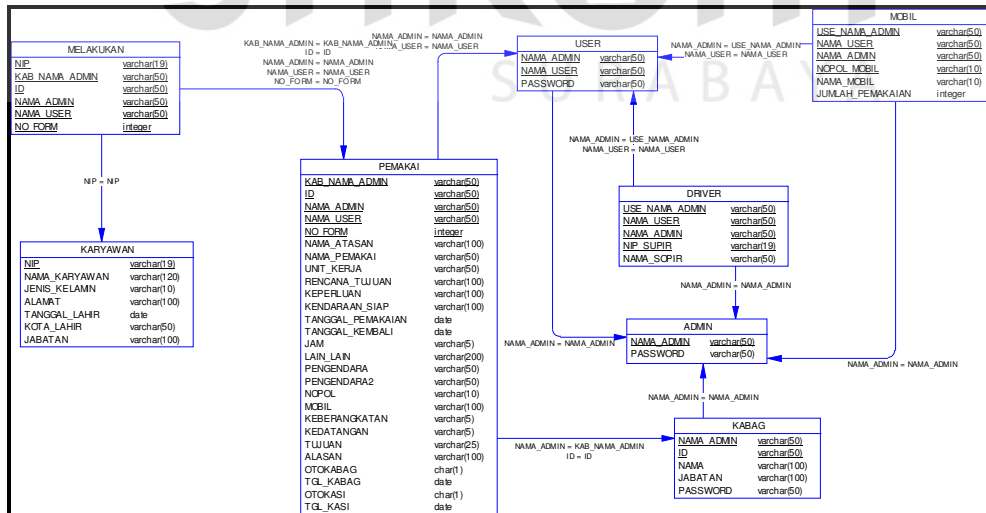 MELAKUKAN
NIP varchar(19)
KAB_NAMA_ADMIN varchar(50)
ID varchar(50)
NAMA_ADMIN varchar(50)
NAMA_USER varchar(50)
NO_FORM integer
KAB_NAMA_ADMIN = KAB_NAMA_ADMIN
ID = ID
NAMA_ADMIN = NAMA_ADMIN
NAMA_USER = NAMA_USER
NO_FORM = NO_FORM
NAMA_ADMIN = NAMA_ADMIN
NAMA_USER = NAMA_USER
USER
NAMA_ADMIN varchar(50)
NAMA_USER varchar(50)
PASSWORD varchar(50)
NAMA_ADMIN = USE_NAMA_ADMIN
NAMA_USER = NAMA_USER
MOBIL
USE_NAMA_ADMIN varchar(50)
NAMA_USER varchar(50)
NAMA_ADMIN varchar(50)
NOPOL_MOBIL varchar(10)
NAMA_MOBIL varchar(10)
JUMLAH_PEMAKAIAN integer
SURABAYA
NIP = NIP
NAMA_ADMIN = USE_NAMA_ADMIN
NAMA_USER = NAMA_USER
KARYAWAN
NIP varchar(19)
NAMA_KARYAWAN varchar(120)
JENIS_KELAMIN varchar(10)
ALAMAT varchar(100)
TANGGAL_LAHIR date
KOTA_LAHIR varchar(50)
JABATAN varchar(100)
PEMAKAI
KAB_NAMA_ADMIN varchar(50)
ID varchar(50)
NAMA_ADMIN varchar(50)
NAMA_USER varchar(50)
NO_FORM integer
NAMA_ATASAN varchar(100)
NAMA_PEMAKAI varchar(50)
UNIT_KERJA varchar(50)
RENCANA_TUJUAN varchar(100)
KEPERLUAN varchar(100)
KENDARAAN_SIAP varchar(100)
TANGGAL_PEMAKAIAN date
TANGGAL_KEMBALI date
JAM varchar(5)
LAIN_LAIN varchar(200)
PENGENDARA varchar(50)
PENGENDARA2 varchar(50)
NOPOL varchar(10)
MOBIL varchar(100)
KEBERANGKATAN varchar(5)
KEDATANGAN varchar(5)
TUJUAN varchar(25)
ALASAN varchar(100)
OTOKABAG char(1)
TGL_KABAG date
OTOKASI char(1)
TGL_KASI date
DRIVER
USE_NAMA_ADMIN varchar(50)
NAMA_USER varchar(50)
NAMA_ADMIN varchar(50)
NIP_SUPIR varchar(19)
NAMA_SOPIR varchar(50)
NAMA_ADMIN = NAMA_ADMIN
ADMIN
NAMA_ADMIN varchar(50)
PASSWORD varchar(50)
NAMA_ADMIN = NAMA_ADMIN
NAMA_ADMIN = NAMA_ADMIN
NAMA_ADMIN = NAMA_ADMIN
KABAG
NAMA_ADMIN varchar(50)
ID varchar(50)
NAMA varchar(100)
JABATAN varchar(100)
PASSWORD varchar(50)
NAMA_ADMIN = KAB_NAMA_ADMIN
ID = ID